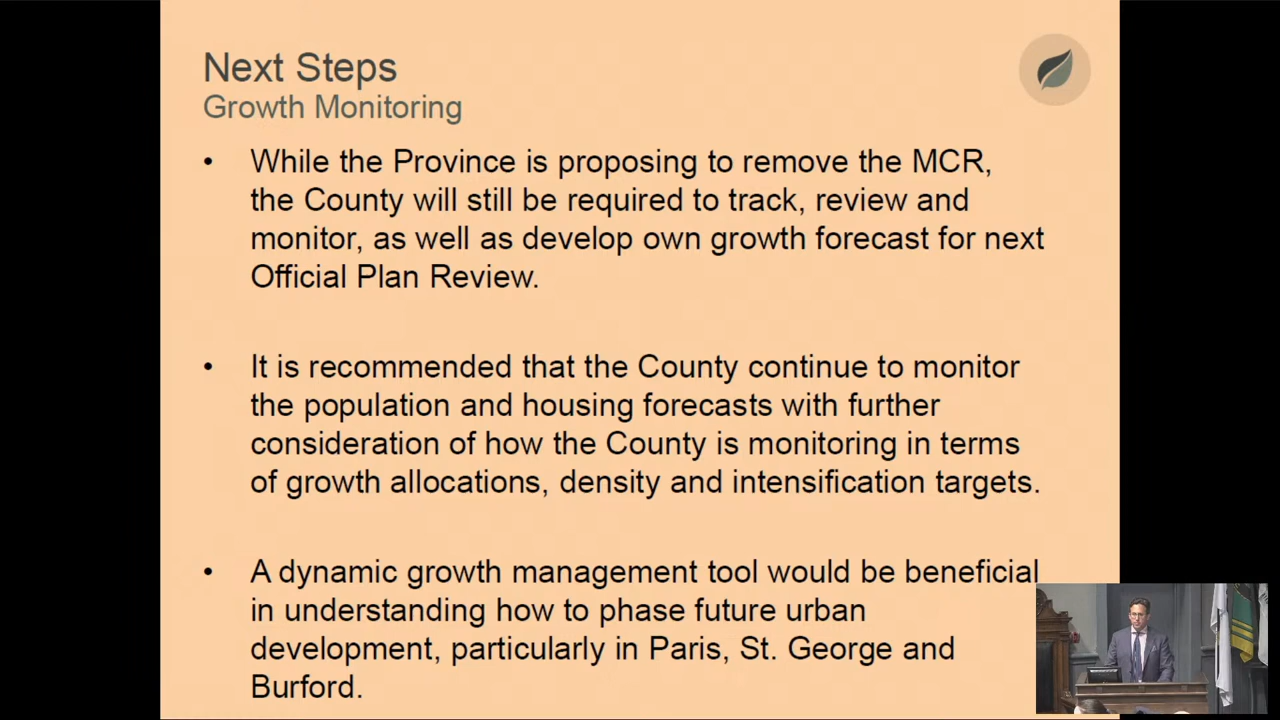 Next Steps
Growth Monitoring
• While the Province is proposing to remove the MCR,
the County will still be required to track, review and
monitor, as well as develop own growth forecast for next
Official Plan Review.
• It is recommended that the County continue to monitor
the population and housing forecasts with further
consideration of how the County is monitoring in terms
of growth allocations, density and intensification targets.
• A dynamic growth management tool would be beneficial
in understanding how to phase future urban
development, particularly in Paris, St. George and
Burford.